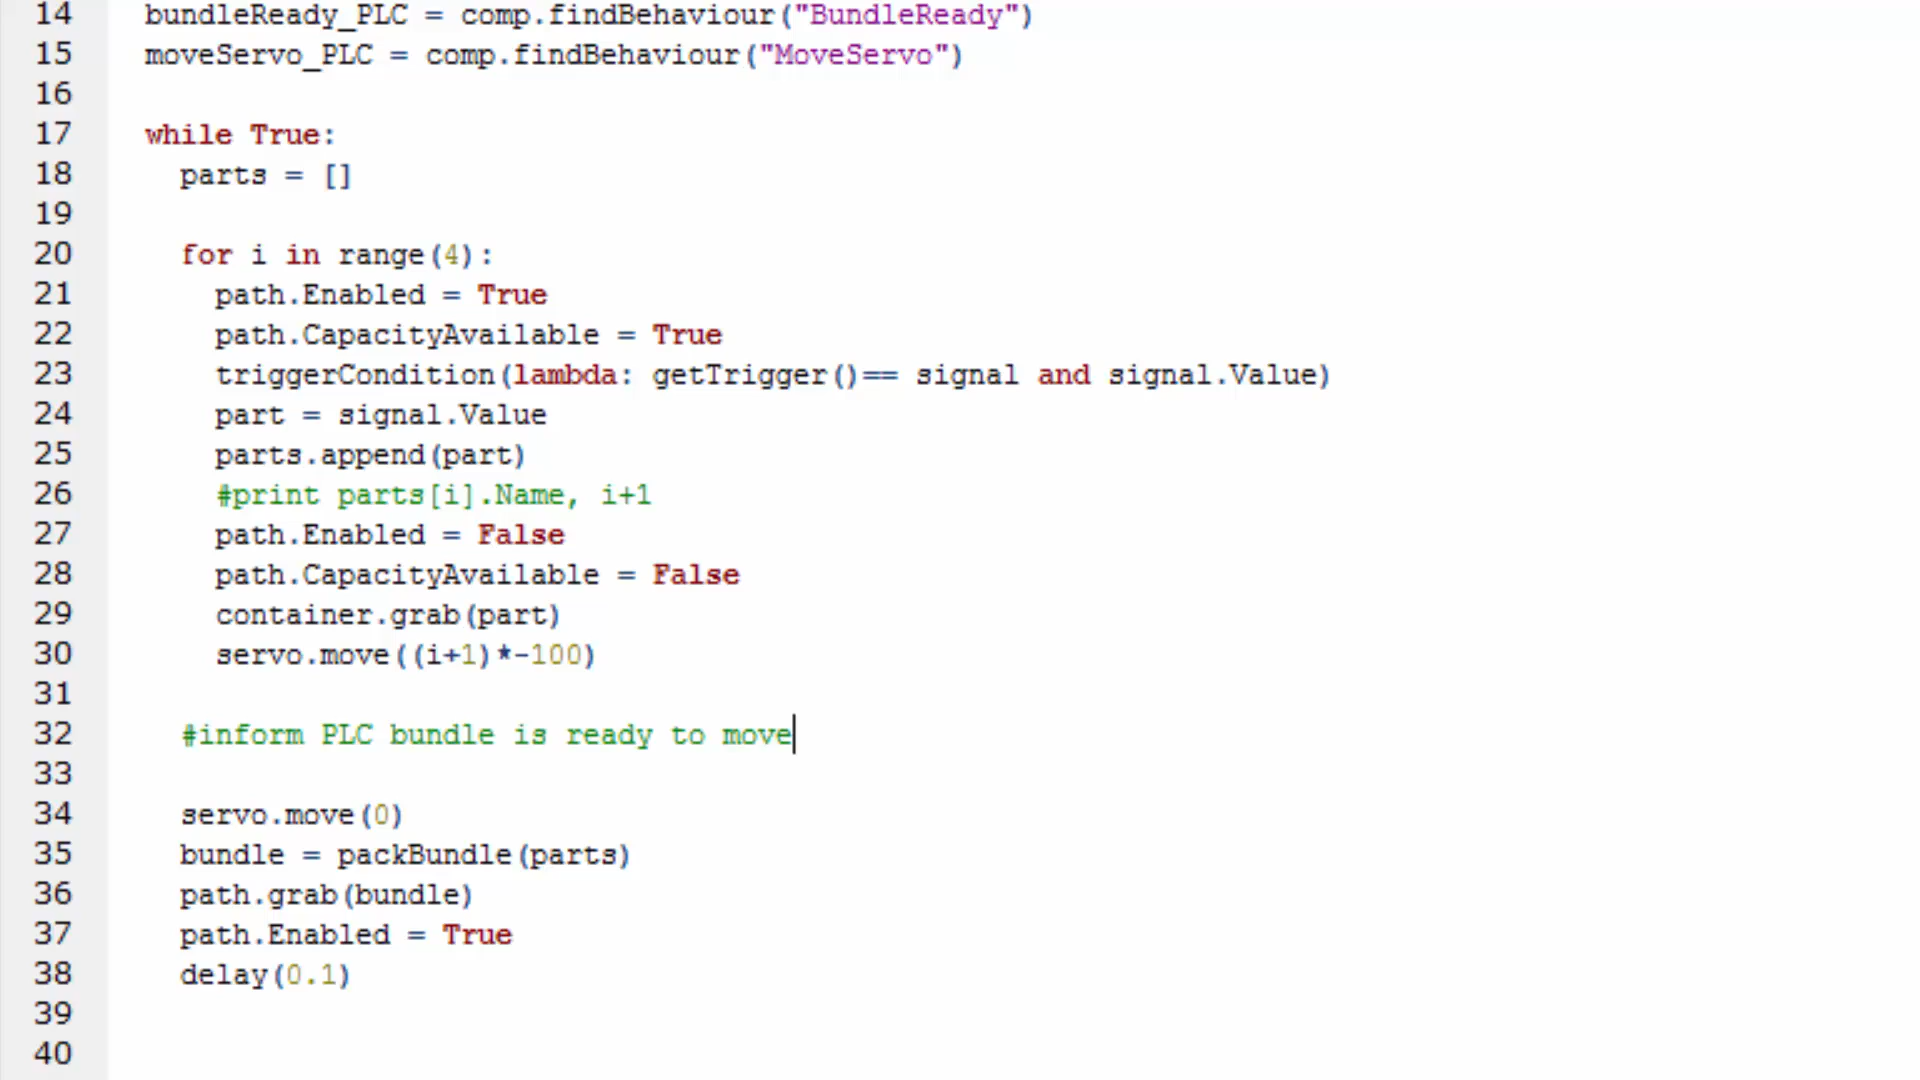 14 bundleReady_PLC = comp.findBehaviour("BundleReady")
15 moveServo_PLC = comp.findBehaviour("MoveServo")
16
17 while True:
18   parts = []
19
20   for i in range(4):
21     path.Enabled = True
22     path.CapacityAvailable = True
23     triggerCondition(lambda: getTrigger()== signal and signal.Value)
24     part = signal.Value
25     parts.append(part)
26     #print parts[i].Name, i+1
27     path.Enabled = False
28     path.CapacityAvailable = False
29     container.grab(part)
30     servo.move((i+1)*-100)
31
32   #inform PLC bundle is ready to move
33
34   servo.move(0)
35   bundle = packBundle(parts)
36   path.grab(bundle)
37   path.Enabled = True
38   delay(0.1)
39
40